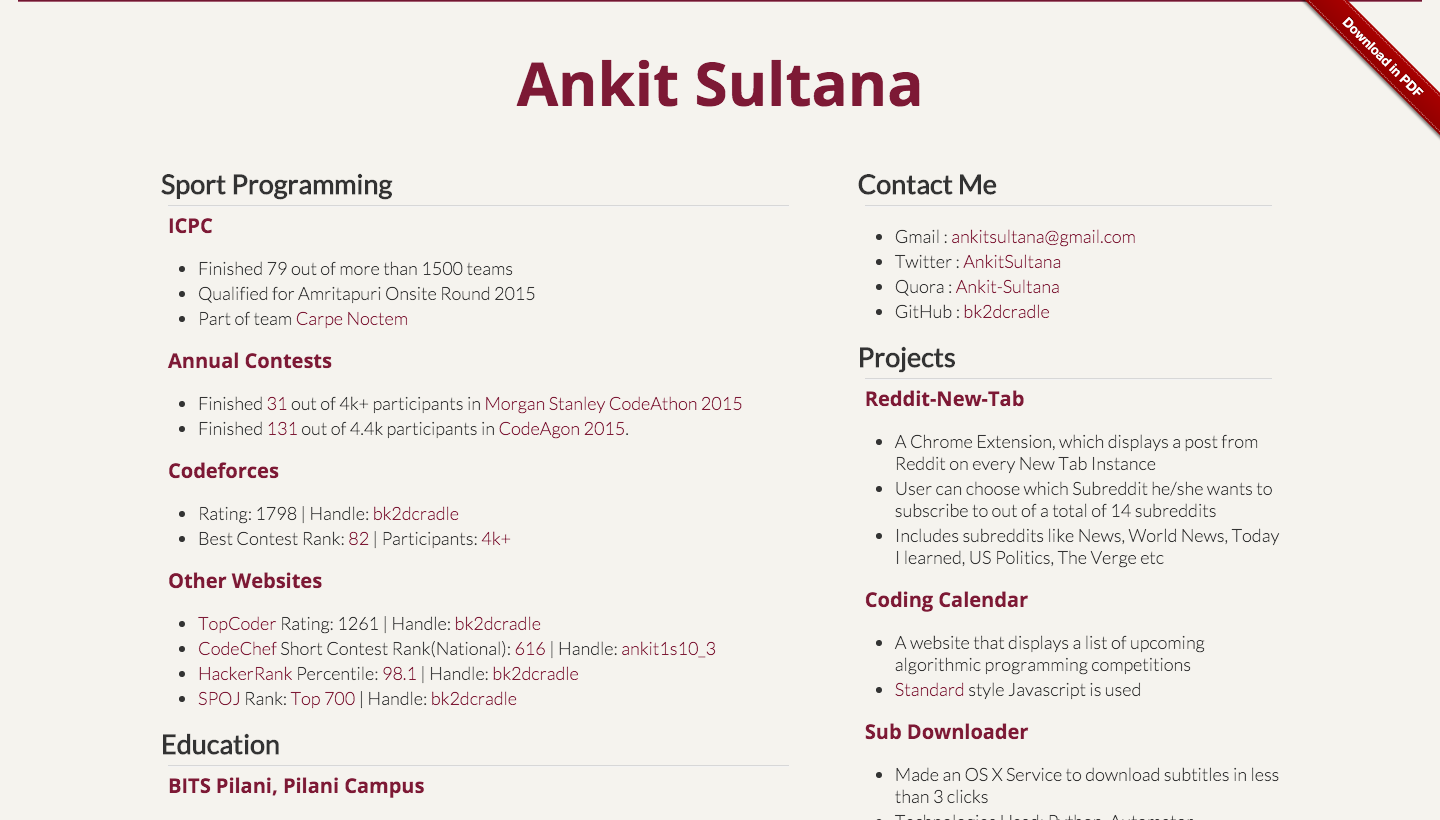 Download in PDF
Ankit Sultana
Sport Programming
ICPC
Finished 79 out of more than 1500 teams
Qualified for Amritapuri Onsite Round 2015
Part of team Carpe Noctem
Annual Contests
Finished 31 out of 4k+ participants in Morgan Stanley CodeAthon 2015
Finished 131 out of 4.4k participants in CodeAgon 2015.
Codeforces
Rating: 1798 | Handle: bk2dcradle
Best Contest Rank: 82 | Participants: 4k+
Other Websites
TopCoder Rating: 1261 | Handle: bk2dcradle
CodeChef Short Contest Rank(National): 616 | Handle: ankit1s10_3
HackerRank Percentile: 98.1 | Handle: bk2dcradle
SPOJ Rank: Top 700 | Handle: bk2dcradle
Education
BITS Pilani, Pilani Campus
Contact Me
Gmail : ankitsultana@gmail.com
Twitter : AnkitSultana
Quora : Ankit-Sultana
GitHub : bk2dcradle
Projects
Reddit-New-Tab
A Chrome Extension, which displays a post from
Reddit on every New Tab Instance
User can choose which Subreddit he/she wants to
subscribe to out of a total of 14 subreddits
Includes subreddits like News, World News, Today
I learned, US Politics, The Verge etc
Coding Calendar
A website that displays a list of upcoming
algorithmic programming competitions
Standard style Javascript is used
Sub Downloader
Made an OS X Service to download subtitles in less
than 3 clicks
Technologies Used: Python, Automator